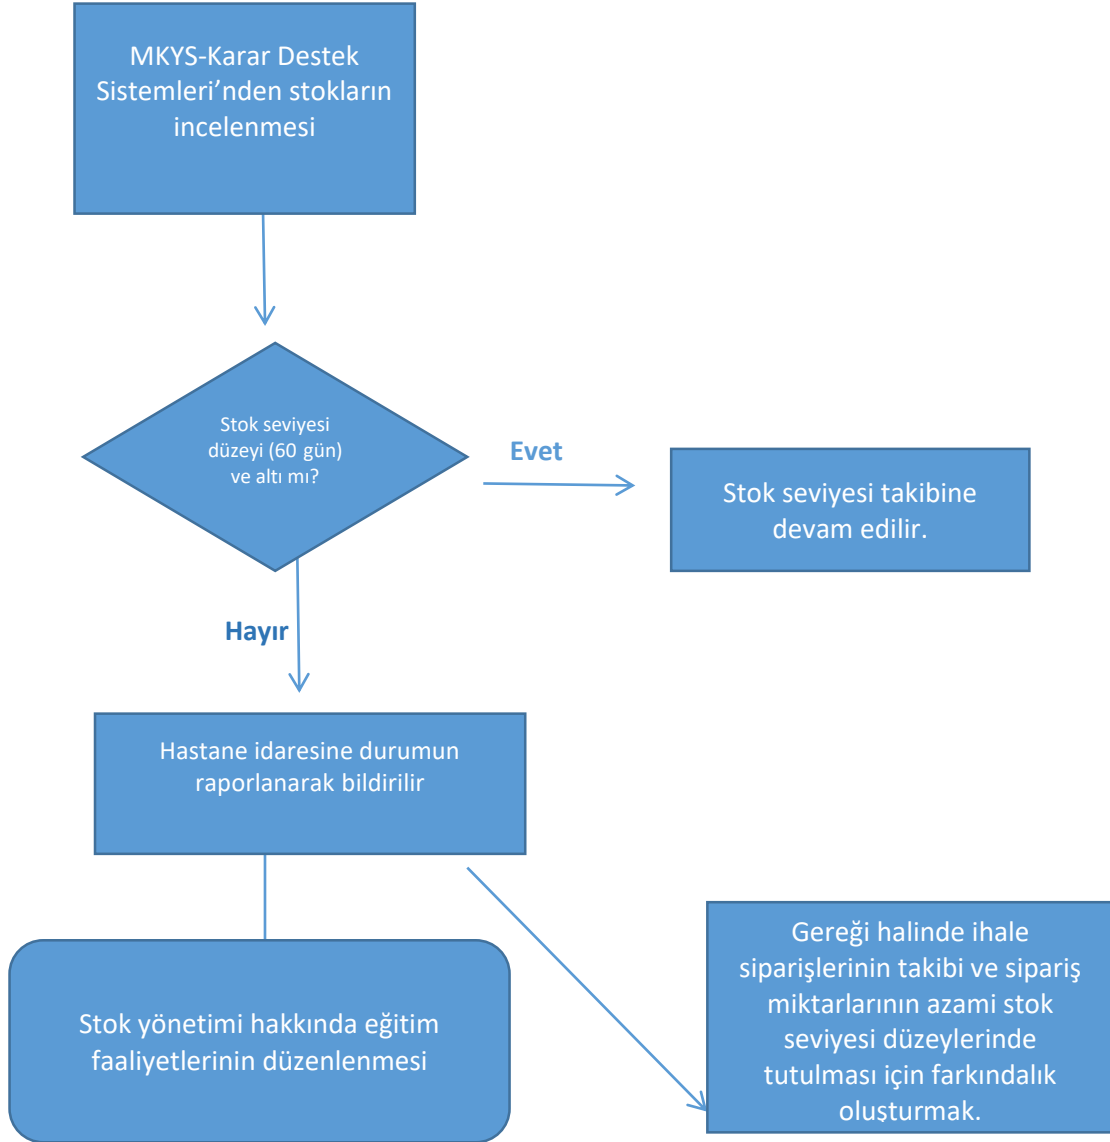 MKYS-Karar Destek
Sistemleri’nden stokların
incelenmesi
Stok seviyesi
düzeyi (60 gün)
ve altı mı?
Evet
Stok seviyesi takibine
devam edilir.
Hayır
Hastane idaresine durumun
raporlanarak bildirilir
Gereği halinde ihale
siparişlerinin takibi ve sipariş
miktarlarının azami stok
seviyesi düzeylerinde
tutulması için farkındalık
oluşturmak.
Stok yönetimi hakkında eğitim
faaliyetlerinin düzenlenmesi